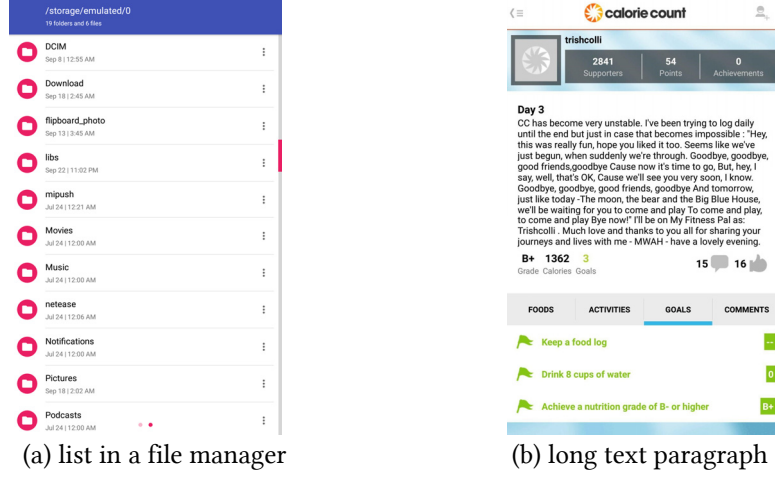 /storage/emulated/0
19 folders and 6 files
DCIM
Sep 8 | 12:55 AM
Download
Sep 18 | 2:45 AM
flipboard_photo
Sep 13 | 3:45 AM
libs
Sep 22 | 11:02 PM
mipush
Jul 24 | 12:21 AM
Movies
Jul 24 | 12:00 AM
Music
Jul 24 | 12:00 AM
netease
Jul 24 | 12:06 AM
Notifications
Jul 24 | 12:00 AM
Pictures
Sep 18 | 2:02 AM
Podcasts
Jul 24 | 12:00 AM
(a) list in a file manager
calorie count
trishcolli
2841 54 0
Supporters Points Achievements
Day 3
CC has become very unstable. I've been trying to log daily
until the end but just in case that becomes impossible : "Hey,
this was really fun, hope you liked it too. Seems like we've
just begun, when suddenly we're through. Goodbye, goodbye,
good friends,goodbye Cause now it's time to go, But, hey, I
say, well, that's OK, Cause we'll see you very soon, I know.
Goodbye, goodbye, good friends, goodbye And tomorrow,
just like today -The moon, the bear and the Big Blue House,
we'll be waiting for you to come and play To come and play,
to come and play Bye now!" I'll be on My Fitness Pal as:
Trishcolli . Much love and thanks to you all for sharing your
journeys and lives with me - MWAH - have a lovely evening.
B+ 1362 3 15 16
Grade Calories Goals
FOODS ACTIVITIES GOALS COMMENTS
Keep a food log --
Drink 8 cups of water 0
Achieve a nutrition grade of B- or higher B+
(b) long text paragraph